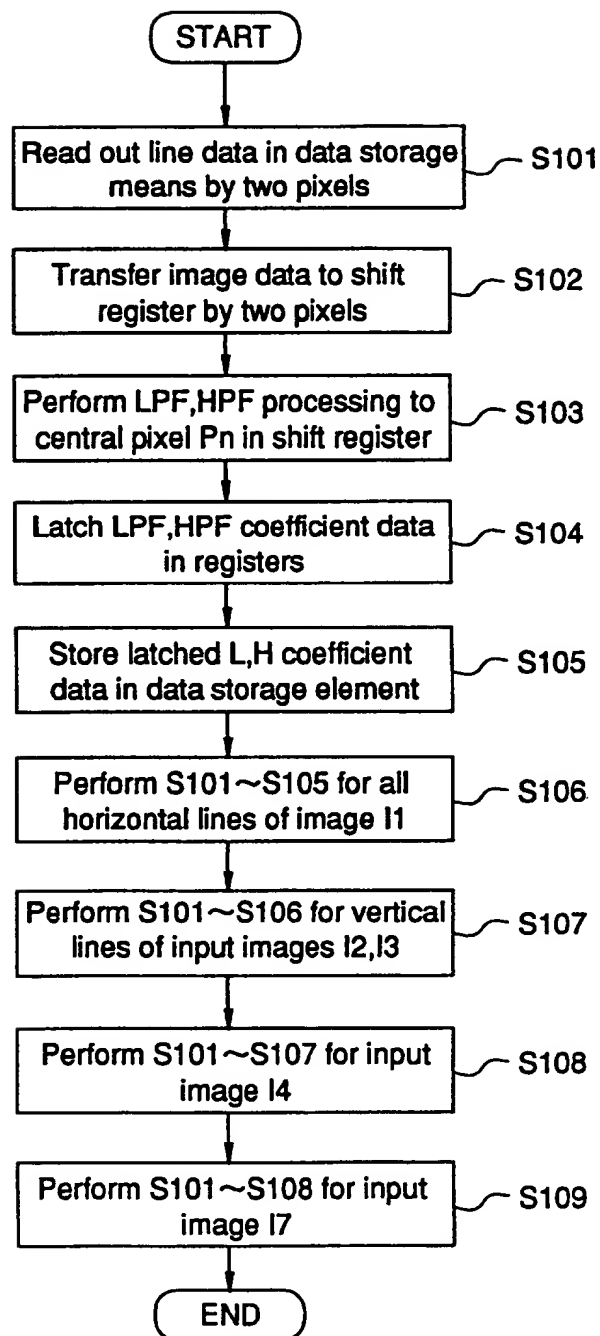 START
Read out line data in data storage
means by two pixels
S101
Transfer image data to shift
register by two pixels
S102
Perform LPF,HPF processing to
central pixel Pn in shift register
S103
Latch LPF,HPF coefficient data
in registers
S104
Store latched L,H coefficient
data in data storage element
S105
Perform S101~S105 for all
horizontal lines of image I1
S106
Perform S101~S106 for vertical
lines of input images I2,I3
S107
Perform S101~S107 for input
image I4
S108
Perform S101~S108 for input
image I7
S109
END